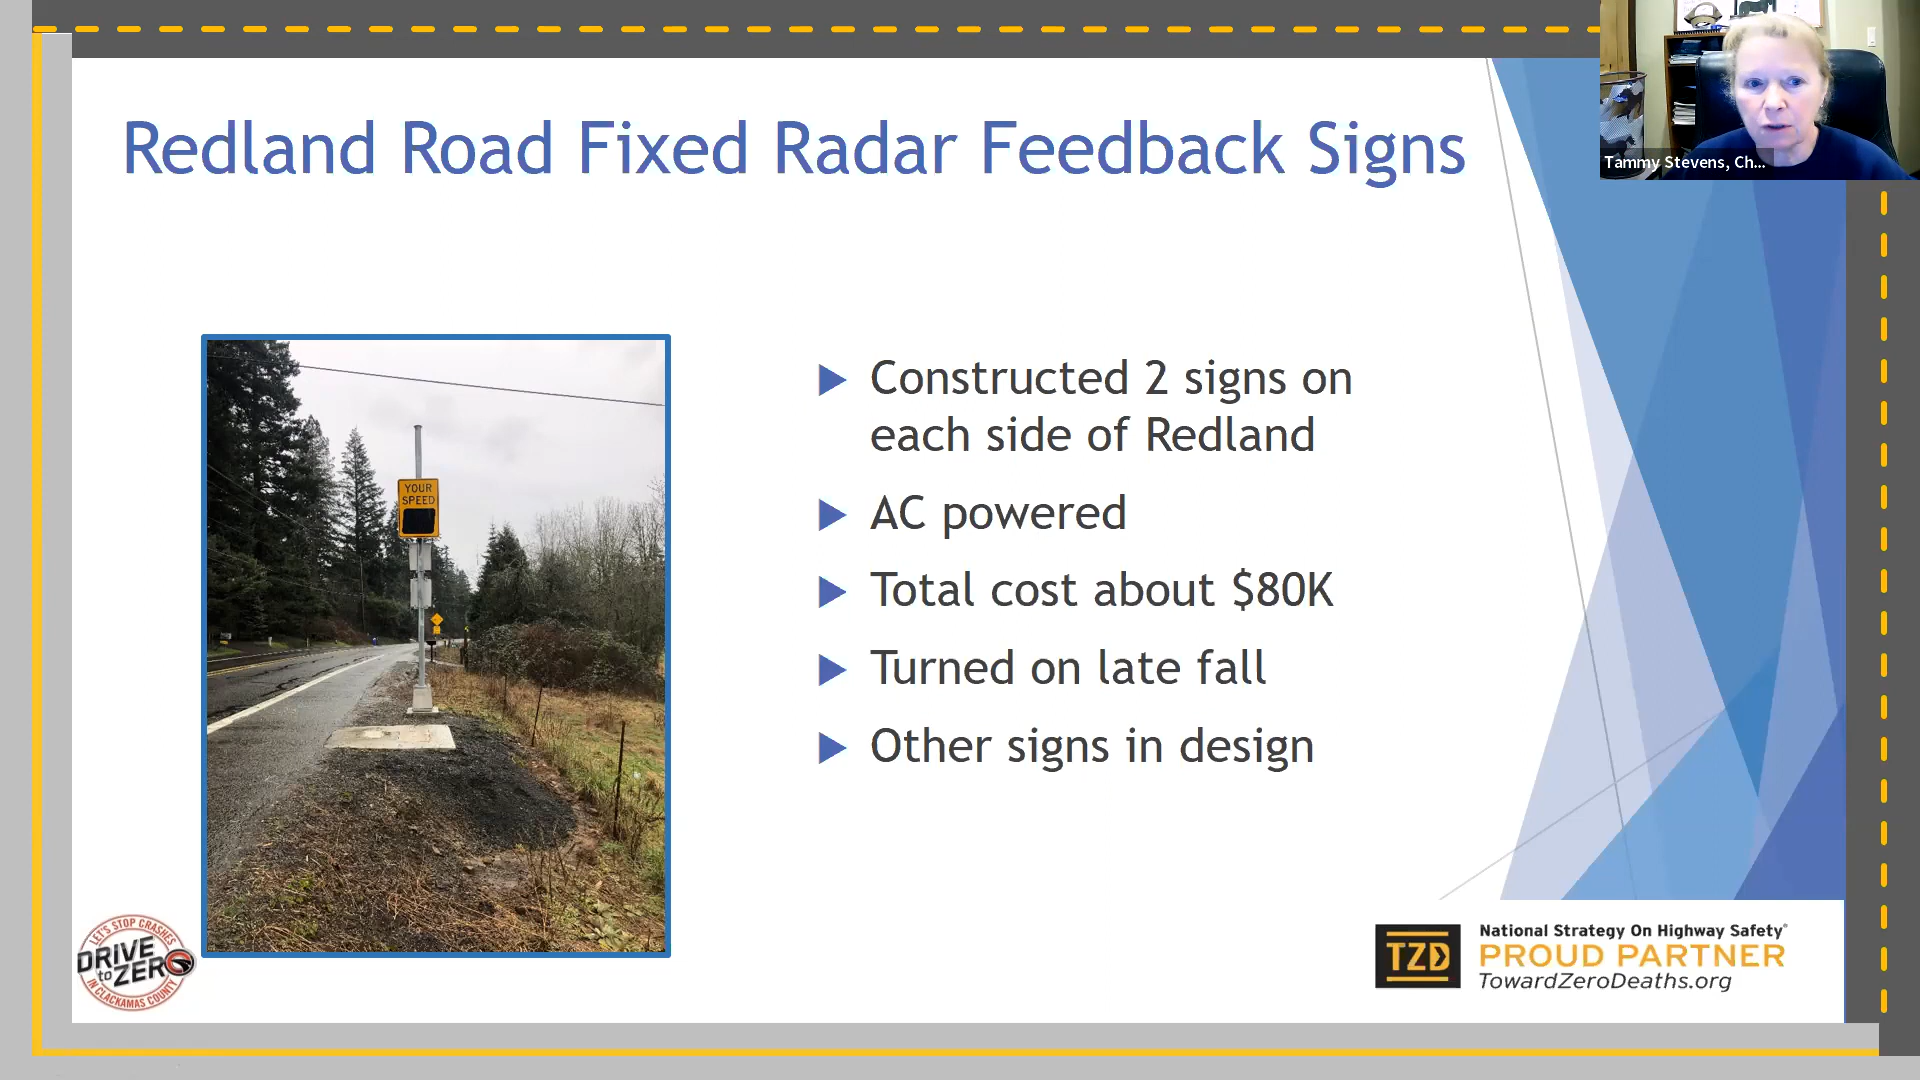 Redland Road Fixed Radar Feedback Signs
Tammy Stevens, Ch...
YOUR
SPEED
Constructed 2 signs on
each side of Redland
AC powered
Total cost about $80K
Turned on late fall
Other signs in design
LET'S STOP CRASHES
DRIVE
to ZERO
IN CLACKAMAS COUNTY
TZD
National Strategy On Highway Safety®
PROUD PARTNER
TowardZeroDeaths.org